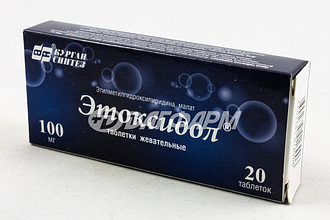 КУРГАН
СИНТЕЗ
Этилметилгидроксипиридина малат
Этоксидол®
таблетки жевательные
100
мг
20
таблеток